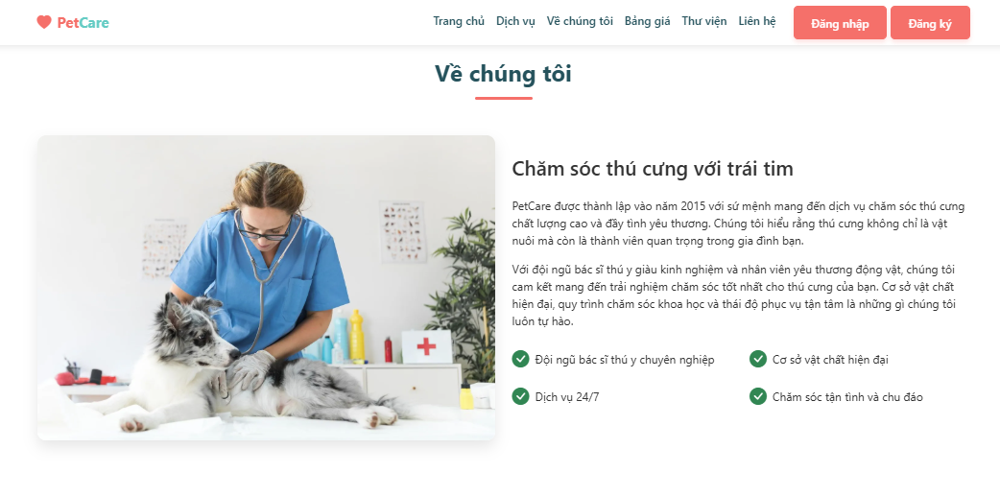 PetCare
Trang chủ Dịch vụ Về chúng tôi Bảng giá Thư viện Liên hệ Đăng nhập Đăng ký
Về chúng tôi
Chăm sóc thú cưng với trái tim
PetCare được thành lập vào năm 2015 với sứ mệnh mang đến dịch vụ chăm sóc thú cưng
chất lượng cao và đầy tình yêu thương. Chúng tôi hiểu rằng thú cưng không chỉ là vật
nuôi mà còn là thành viên quan trọng trong gia đình bạn.
Với đội ngũ bác sĩ thú y giàu kinh nghiệm và nhân viên yêu thương động vật, chúng tôi
cam kết mang đến trải nghiệm chăm sóc tốt nhất cho thú cưng của bạn. Cơ sở vật chất
hiện đại, quy trình chăm sóc khoa học và thái độ phục vụ tận tâm là những gì chúng tôi
luôn tự hào.
Đội ngũ bác sĩ thú y chuyên nghiệp
Cơ sở vật chất hiện đại
Dịch vụ 24/7
Chăm sóc tận tình và chu đáo